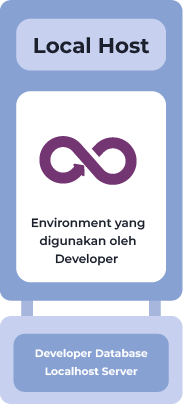 Local Host
Environment yang
digunakan oleh
Developer
Developer Database
Localhost Server